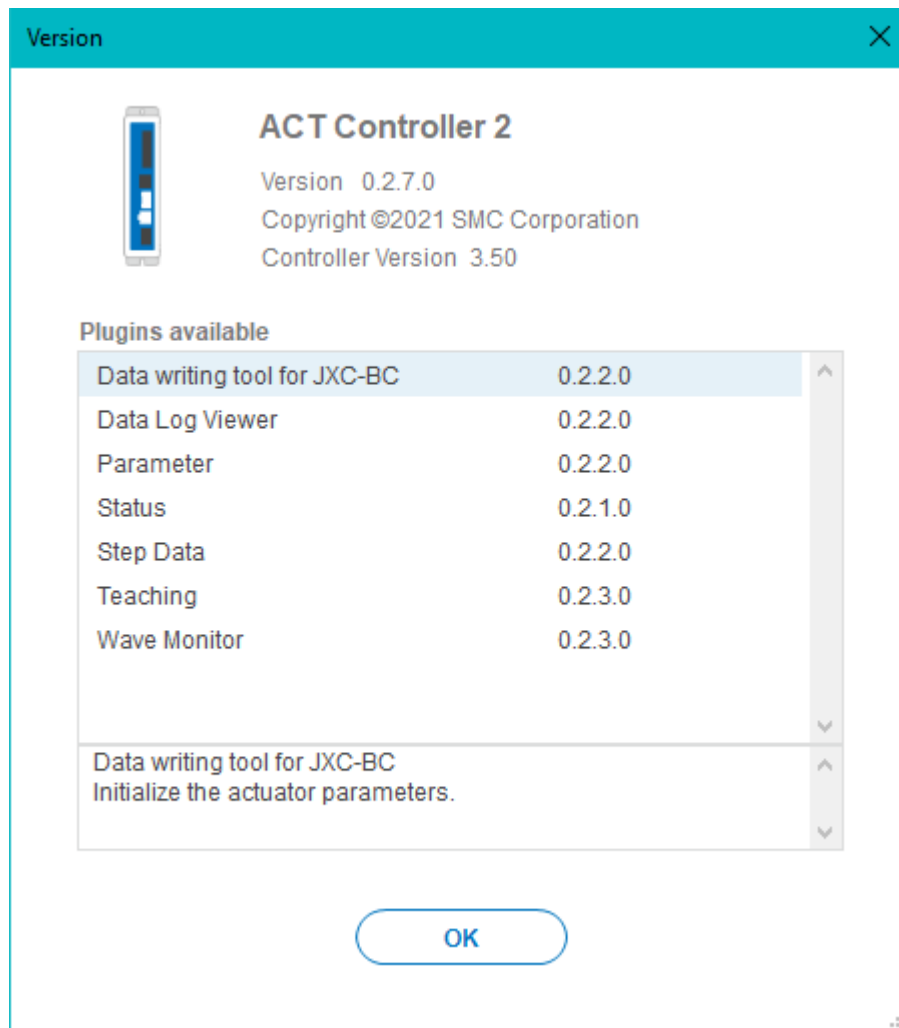 Version
ACT Controller 2
Version 0.2.7.0
Copyright ©2021 SMC Corporation
Controller Version 3.50
Plugins available
Data writing tool for JXC-BC 0.2.2.0
Data Log Viewer 0.2.2.0
Parameter 0.2.2.0
Status 0.2.1.0
Step Data 0.2.2.0
Teaching 0.2.3.0
Wave Monitor 0.2.3.0
Data writing tool for JXC-BC
Initialize the actuator parameters.
OK